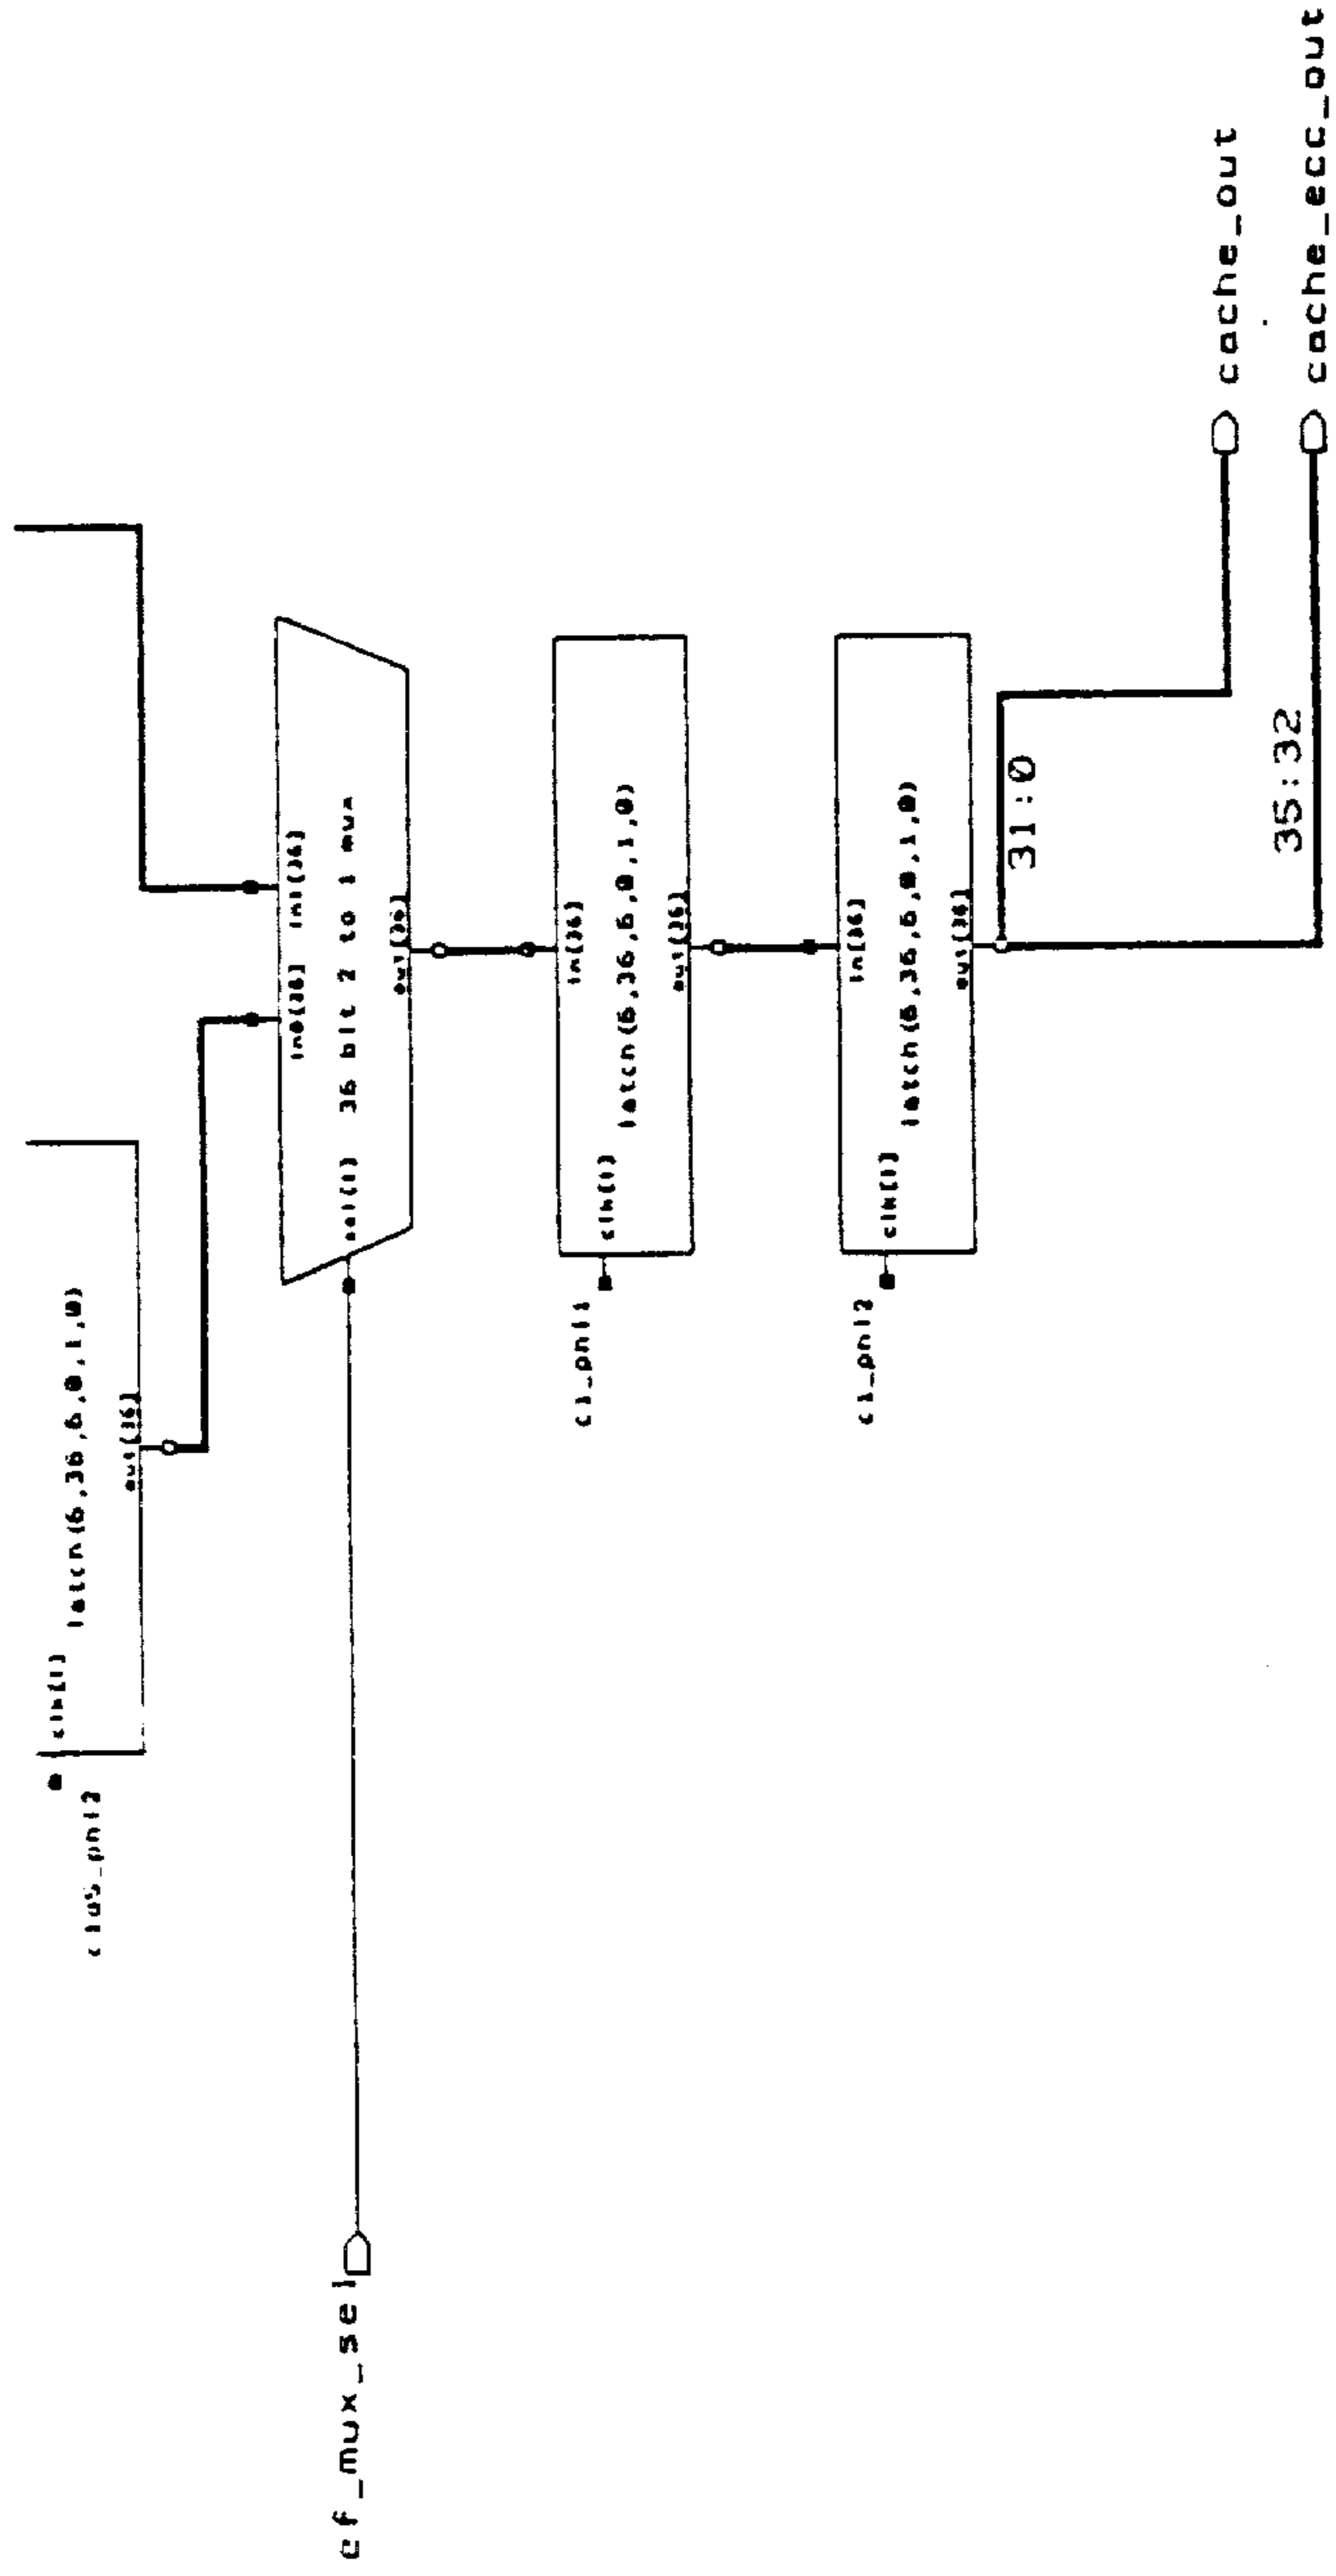 clk[1]
latch(6,36,6,0,1,0)
out[36]
in0[36]
in1[36]
sel[1]
36 bit 2 to 1 mux
out[36]
in[36]
clk[1]
latch(6,36,6,0,1,0)
out[36]
c1_phi1
in[36]
clk[1]
latch(6,36,6,0,1,0)
out[36]
c1_phi2
31:0
cache_out
35:32
cache_ecc_out